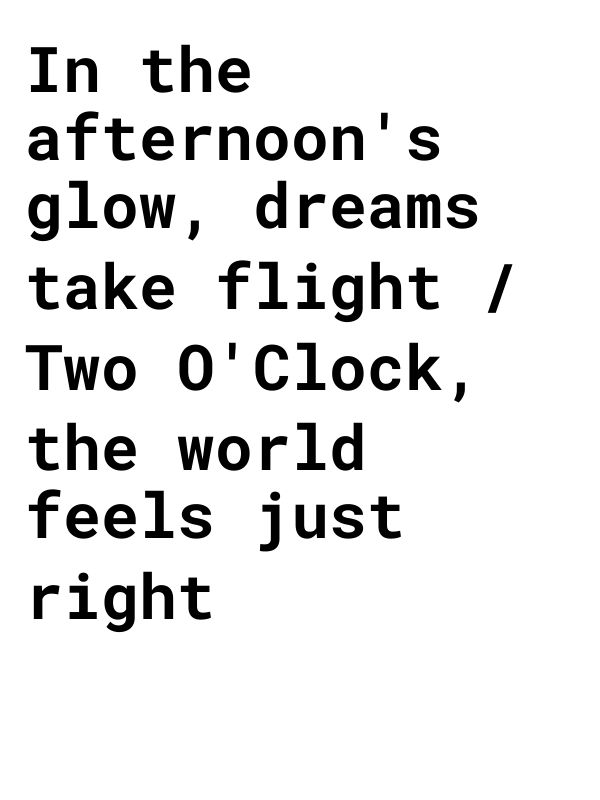 In the
afternoon's
glow, dreams
take flight /
Two O'Clock,
the world
feels just
right